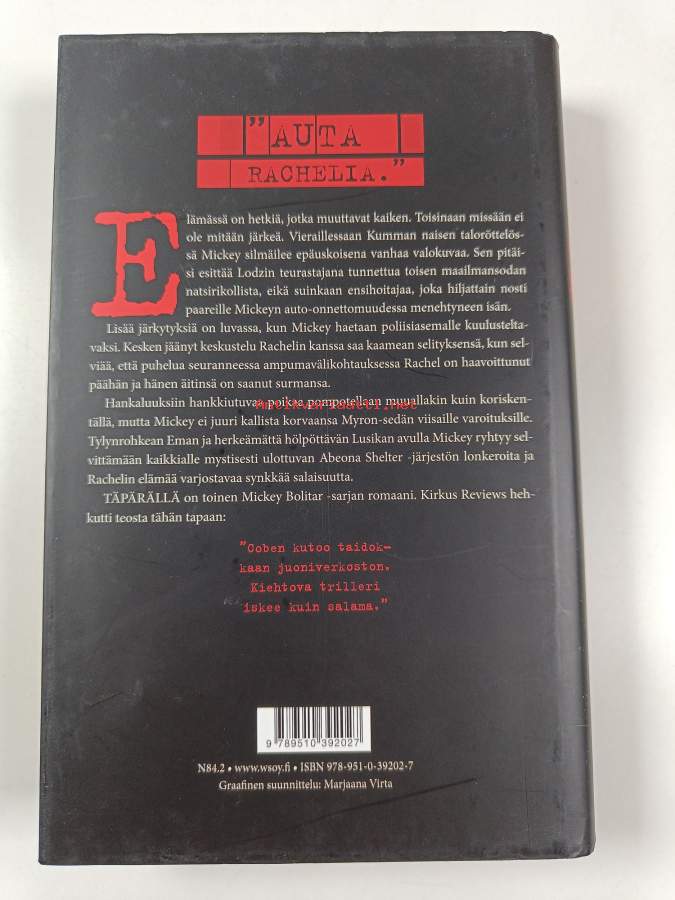 "AUTA
RACHELIA."
Elämässä on hetkiä, jotka muuttavat kaiken. Toisinaan missään ei
ole mitään järkeä. Vieraillessaan Kumman naisen taloröttelös-
sä Mickey silmäilee epäuskoisena vanhaa valokuvaa. Sen pitäi-
si esittää Lodzin teurastajana tunnettua toisen maailmansodan
natsirikollista, eikä suinkaan ensihoitajaa, joka hiljattain nosti
paareille Mickeyn auto-onnettomuudessa menehtyneen isän.
Lisää järkytyksiä on luvassa, kun Mickey haetaan poliisiasemalle kuulustelta-
vaksi. Kesken jäänyt keskustelu Rachelin kanssa saa kaamean selityksensä, kun sel-
viää, että puhelua seuranneessa ampumavälikohtauksessa Rachel on haavoittunut
päähän ja hänen äitinsä on saanut surmansa.
Hankaluuksiin hankkiutuvaa poikaa pompotellaan muuallakin kuin korisken-
tällä, mutta Mickey ei juuri kallista korvaansa Myron-sedän viisaille varoituksille.
Tylynrohkean Eman ja herkeämättä hölpöttävän Lusikan avulla Mickey ryhtyy sel-
vittämään kaikkialle mystisesti ulottuvan Abeona Shelter -järjestön lonkeroita ja
Rachelin elämää varjostavaa synkkää salaisuutta.
TÄPÄRÄLLÄ on toinen Mickey Bolitar -sarjan romaani. Kirkus Reviews heh-
kutti teosta tähän tapaan:
"Coben kutoo taidok-
kaan juoniverkoston.
Kiehtova trilleri
iskee kuin salama."
9 789510 392027
N84.2 • www.wsoy.fi • ISBN 978-951-0-39202-7
Graafinen suunnittelu: Marjaana Virta
antikvariaatti.net